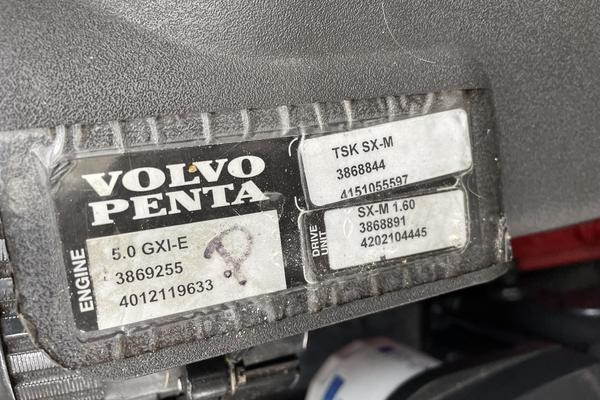 VOLVO
PENTA
ENGINE
5.0 GXI-E
3869255
4012119633
TSK SX-M
3868844
4151055597
DRIVE
UNIT
SX-M 1.60
3868891
4202104445